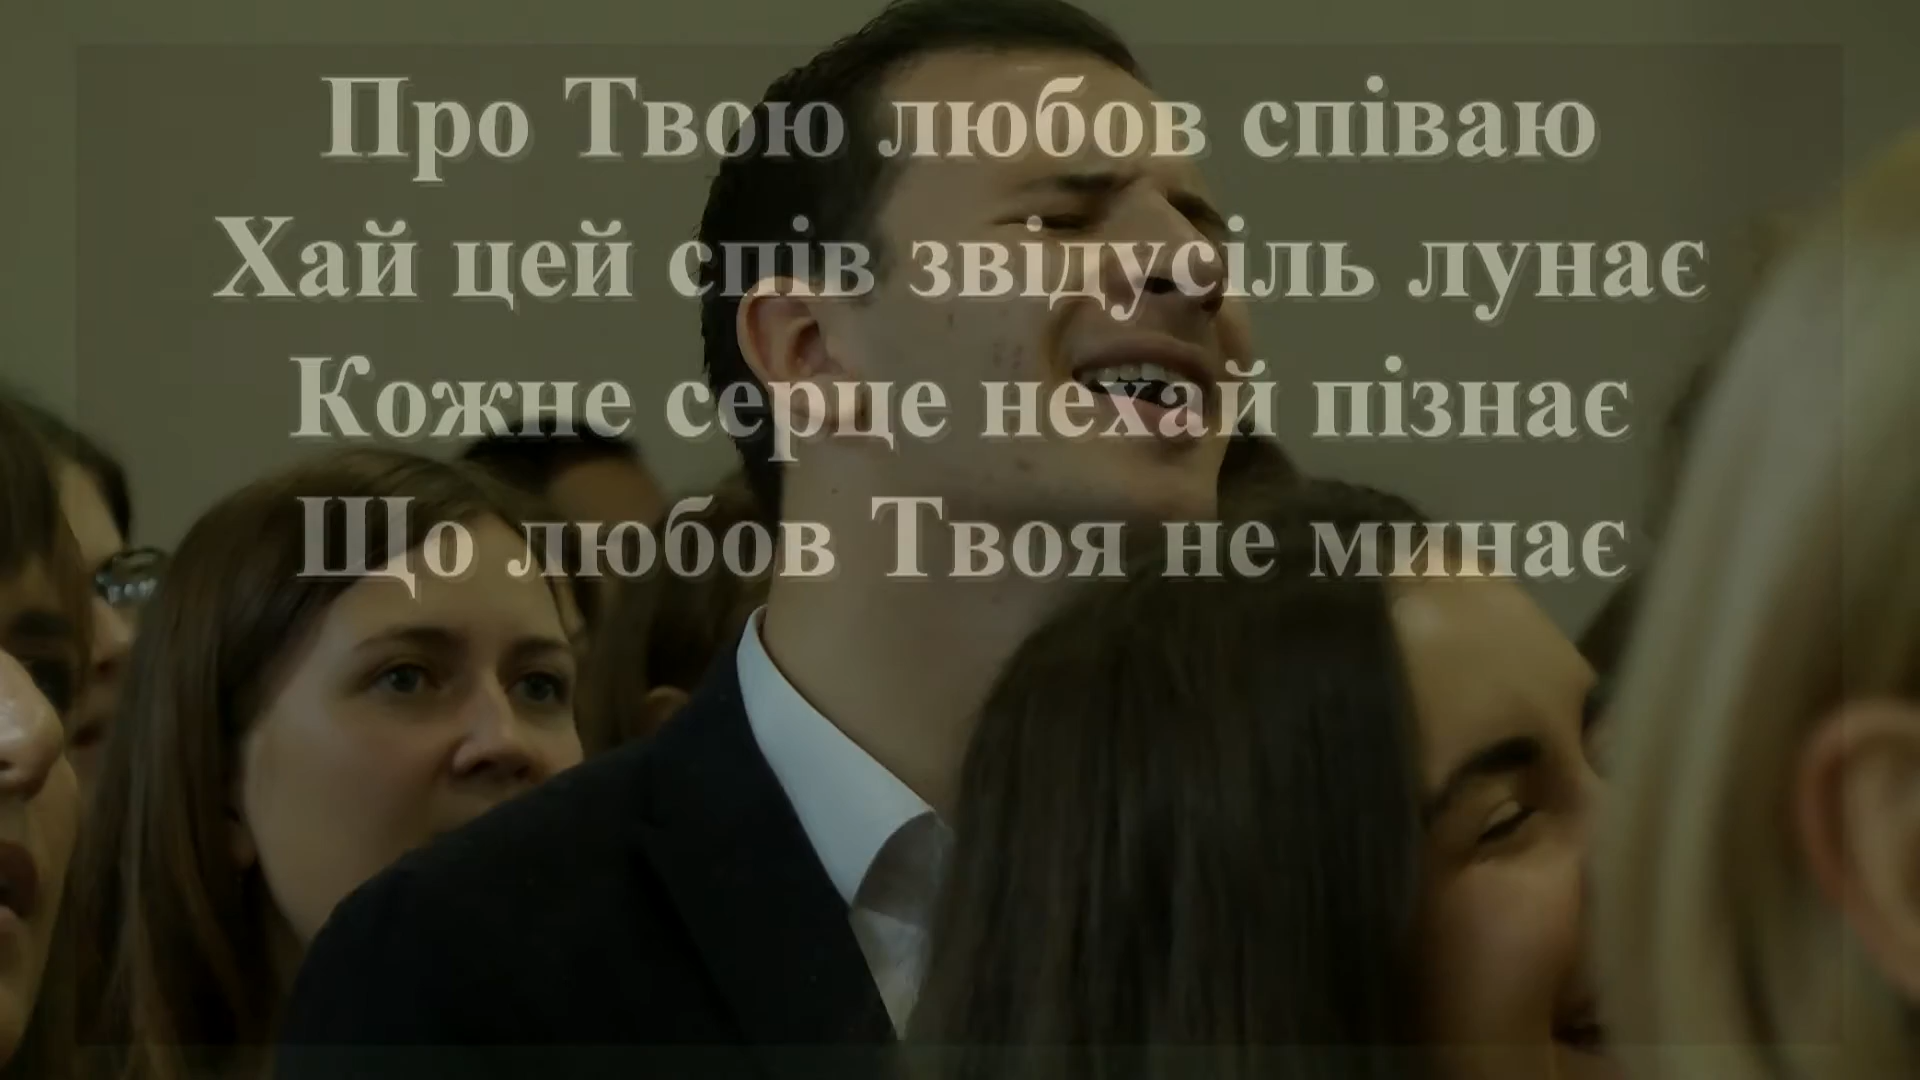 Про Твою любов співаю
Хай цей спів звідусіль лунає
Кожне серце нехай пізнає
Що любов Твоя не минає